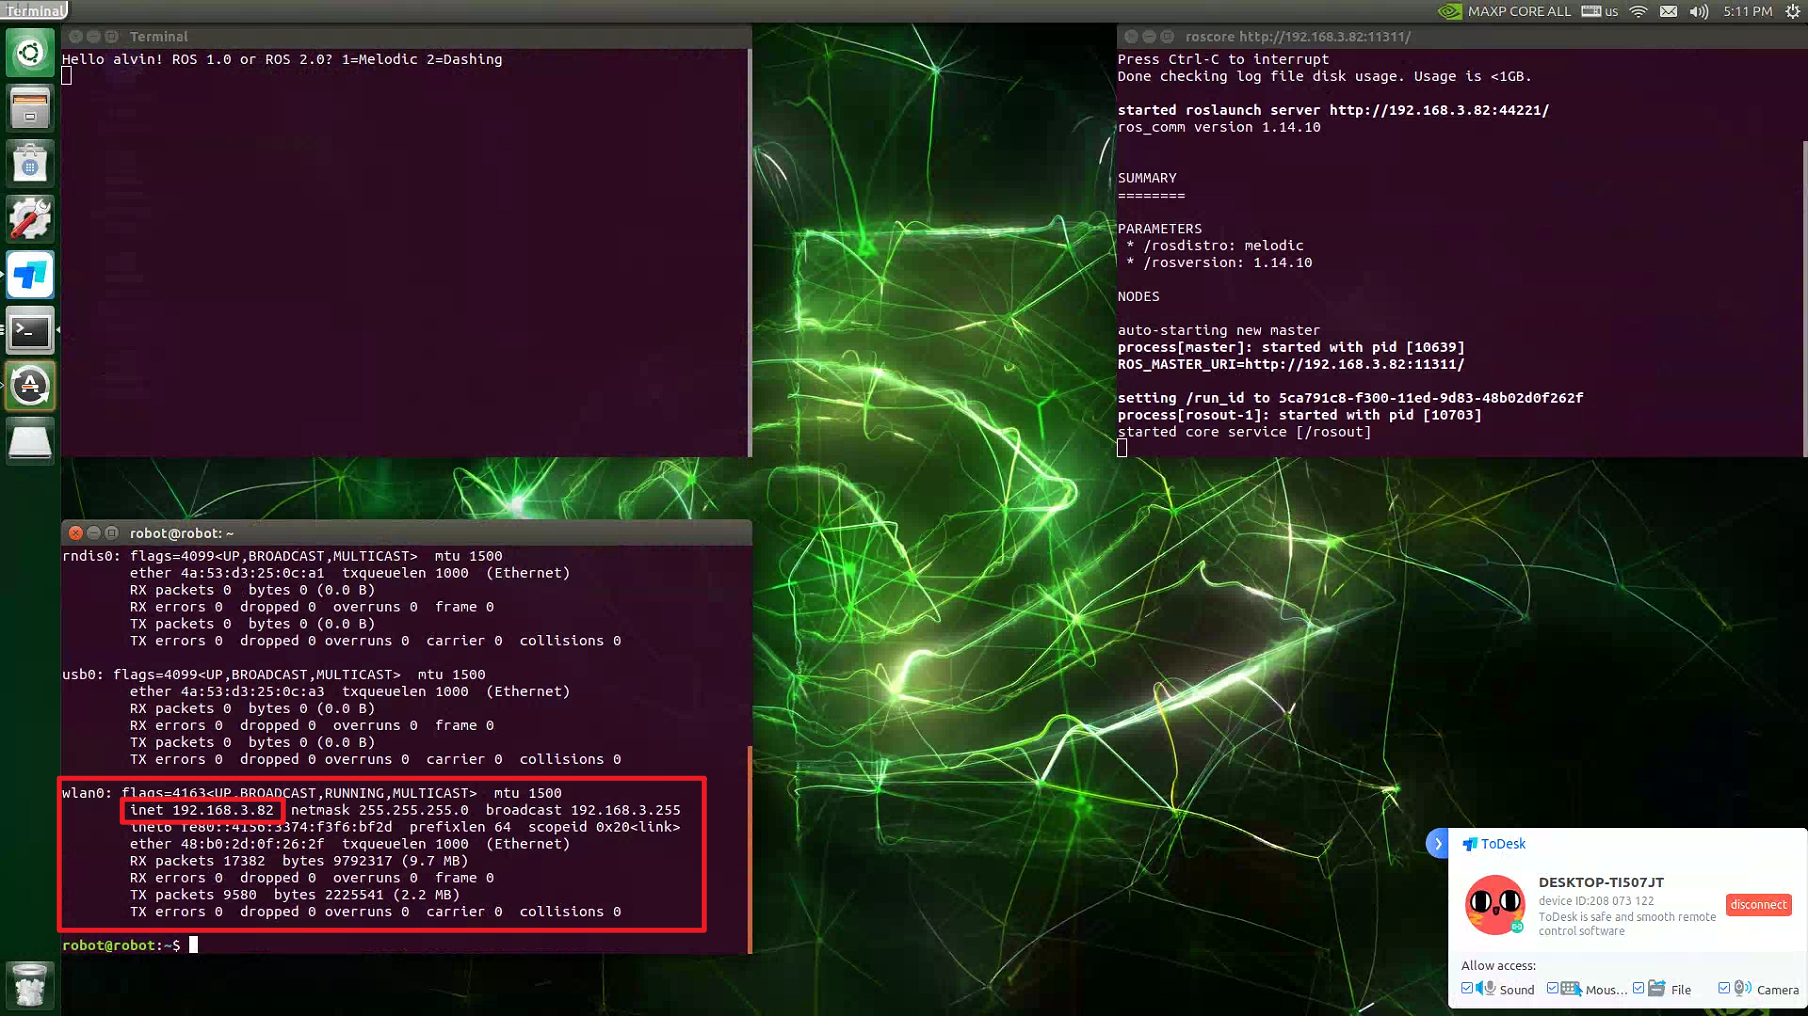 Terminal
MAXP CORE ALL us 5:11 PM
Terminal
Hello alvin! ROS 1.0 or ROS 2.0? 1=Melodic 2=Dashing
roscore http://192.168.3.82:11311/
Press Ctrl-C to interrupt
Done checking log file disk usage. Usage is <1GB.
started roslaunch server http://192.168.3.82:44221/
ros_comm version 1.14.10
SUMMARY
========
PARAMETERS
* /rosdistro: melodic
* /rosversion: 1.14.10
NODES
auto-starting new master
process[master]: started with pid [10639]
ROS_MASTER_URI=http://192.168.3.82:11311/
setting /run_id to 5ca791c8-f300-11ed-9d83-48b02d0f262f
process[rosout-1]: started with pid [10703]
started core service [/rosout]
robot@robot: ~
rndis0: flags=4099<UP,BROADCAST,MULTICAST>  mtu 1500
ether 4a:53:d3:25:0c:a1  txqueuelen 1000  (Ethernet)
RX packets 0  bytes 0 (0.0 B)
RX errors 0  dropped 0  overruns 0  frame 0
TX packets 0  bytes 0 (0.0 B)
TX errors 0  dropped 0 overruns 0  carrier 0  collisions 0
usb0: flags=4099<UP,BROADCAST,MULTICAST>  mtu 1500
ether 4a:53:d3:25:0c:a3  txqueuelen 1000  (Ethernet)
RX packets 0  bytes 0 (0.0 B)
RX errors 0  dropped 0  overruns 0  frame 0
TX packets 0  bytes 0 (0.0 B)
TX errors 0  dropped 0 overruns 0  carrier 0  collisions 0
wlan0: flags=4163<UP,BROADCAST,RUNNING,MULTICAST>  mtu 1500
inet 192.168.3.82  netmask 255.255.255.0  broadcast 192.168.3.255
inet6 fe80::4156:3374:f3f6:bf2d  prefixlen 64  scopeid 0x20<link>
ether 48:b0:2d:0f:26:2f  txqueuelen 1000  (Ethernet)
RX packets 17382  bytes 9792317 (9.7 MB)
RX errors 0  dropped 0  overruns 0  frame 0
TX packets 9580  bytes 2225541 (2.2 MB)
TX errors 0  dropped 0 overruns 0  carrier 0  collisions 0
robot@robot:~$
ToDesk
DESKTOP-TI507JT
device ID:208 073 122
disconnect
ToDesk is safe and smooth remote
control software
Allow access:
Sound Mous... File Camera